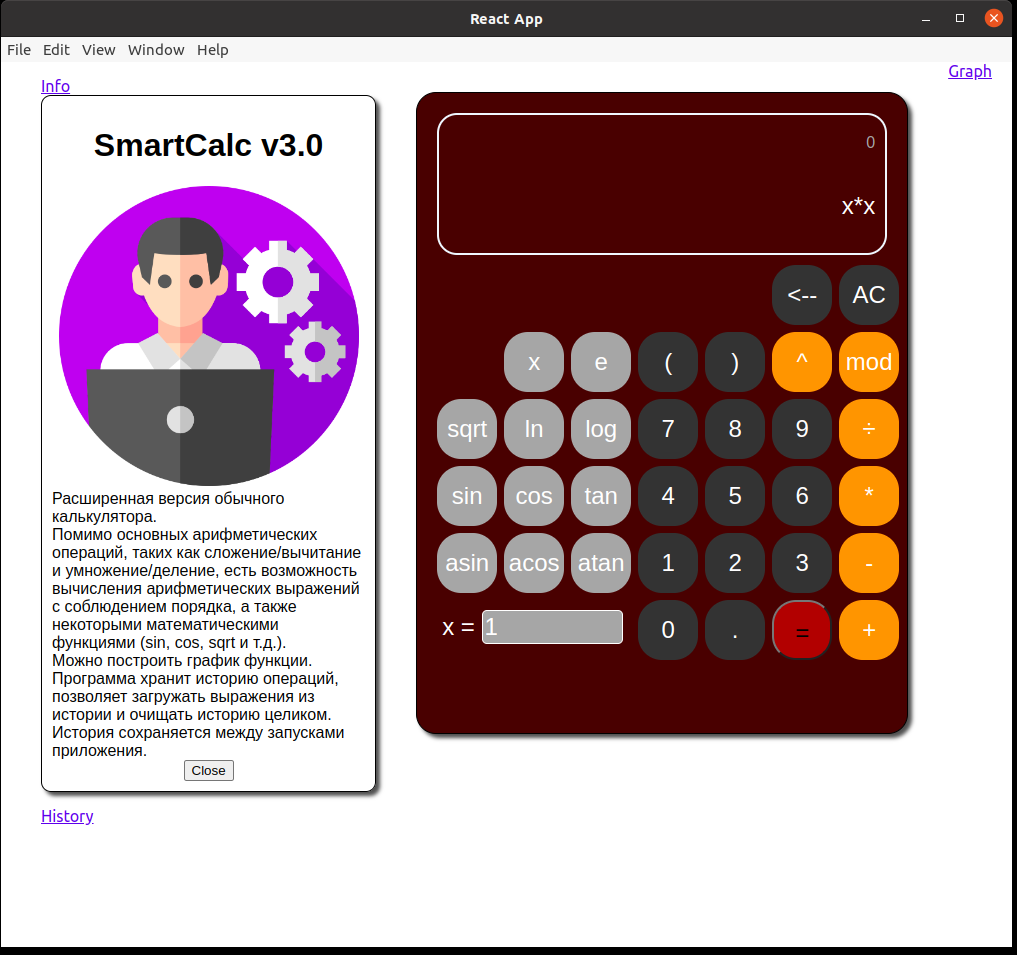 React App
File Edit View Window Help
Graph
Info
SmartCalc v3.0
Расширенная версия обычного
калькулятора.
Помимо основных арифметических
операций, таких как сложение/вычитание
и умножение/деление, есть возможность
вычисления арифметических выражений
с соблюдением порядка, а также
некоторыми математическими
функциями (sin, cos, sqrt и т.д.).
Можно построить график функции.
Программа хранит историю операций,
позволяет загружать выражения из
истории и очищать историю целиком.
История сохраняется между запусками
приложения.
Close
History
0
x*x
<-- AC
x e ( ) ^ mod
sqrt ln log 7 8 9 ÷
sin cos tan 4 5 6 *
asin acos atan 1 2 3 -
x = 1 0 . = +